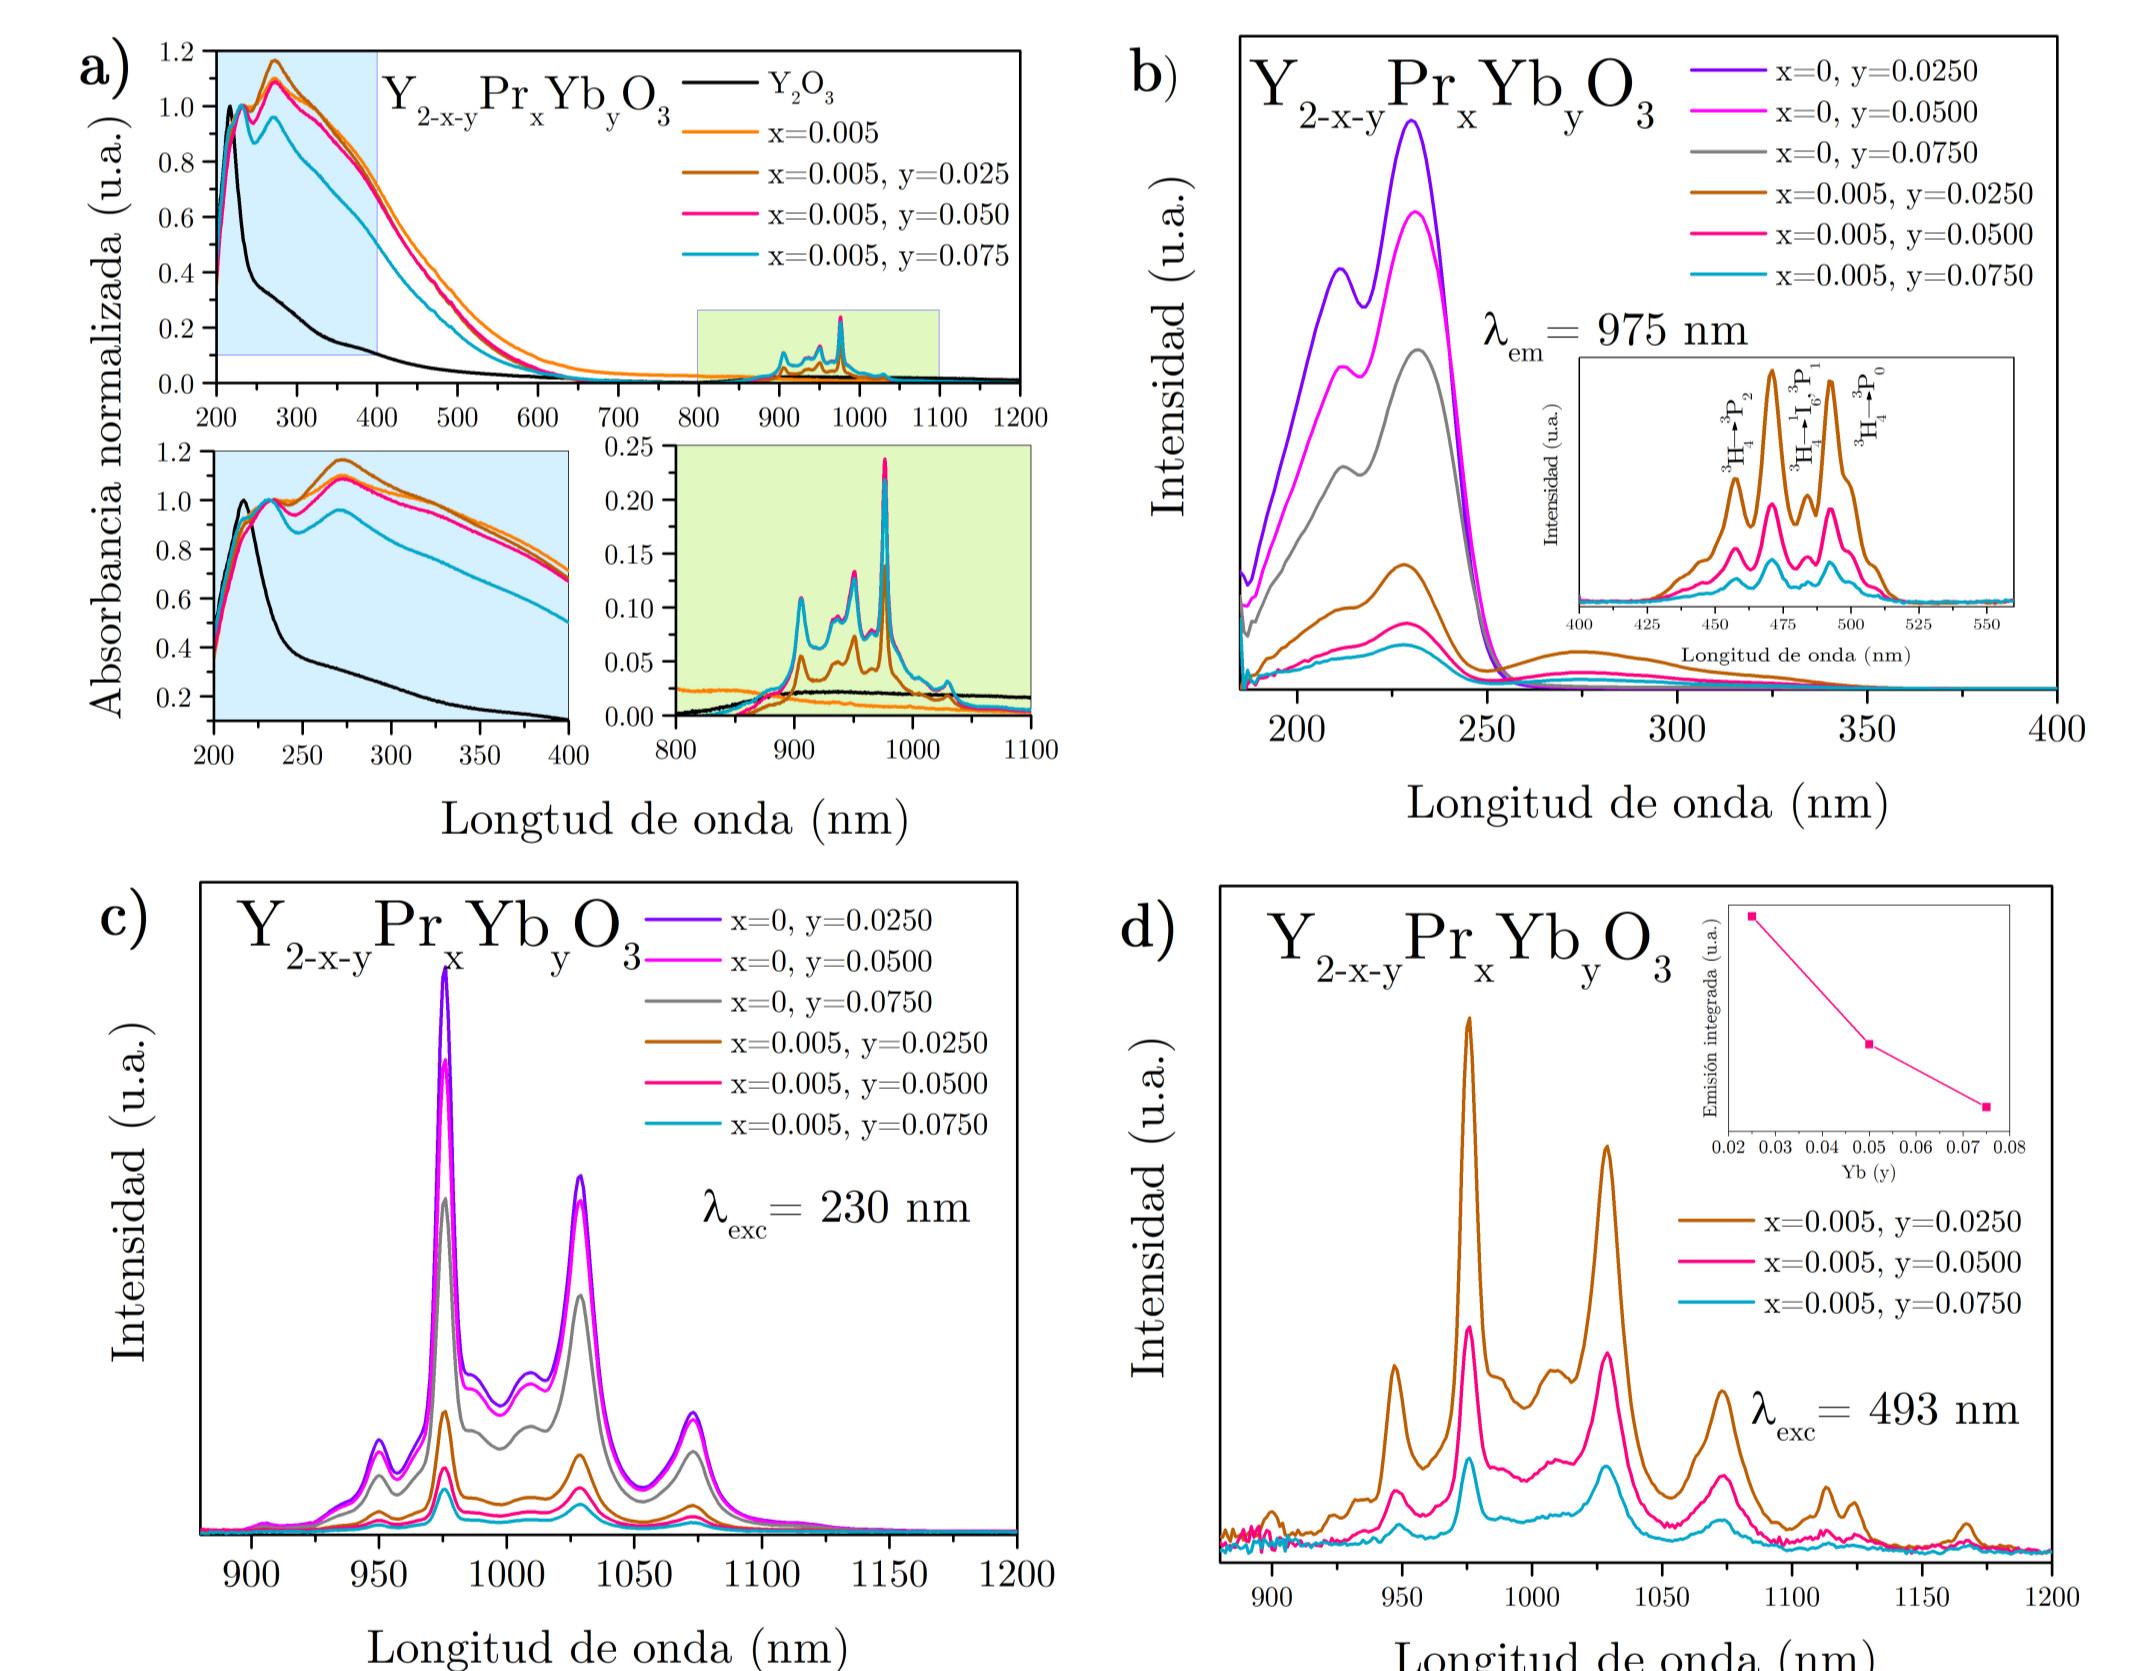 a)
Y2-x-yPrxYbyO3
Y2O3
x=0.005
x=0.005, y=0.025
x=0.005, y=0.050
x=0.005, y=0.075
Absorbancia normalizada (u.a.)
1.2
1.0
0.8
0.6
0.4
0.2
0.0
200 300 400 500 600 700 800 900 1000 1100 1200
1.2
1.0
0.8
0.6
0.4
0.2
200 250 300 350 400
0.25
0.20
0.15
0.10
0.05
0.00
800 900 1000 1100
Longtud de onda (nm)
b)
Y2-x-yPrxYbyO3
x=0, y=0.0250
x=0, y=0.0500
x=0, y=0.0750
x=0.005, y=0.0250
x=0.005, y=0.0500
x=0.005, y=0.0750
λem= 975 nm
Intensidad (u.a.)
Intensidad (u.a.)
3H4→3P2
3H4→1I6,3P1
3H4→3P0
400 425 450 475 500 525 550
Longitud de onda (nm)
200 250 300 350 400
Longitud de onda (nm)
c)
Y2-x-yPrxYbyO3
x=0, y=0.0250
x=0, y=0.0500
x=0, y=0.0750
x=0.005, y=0.0250
x=0.005, y=0.0500
x=0.005, y=0.0750
λexc= 230 nm
Intensidad (u.a.)
900 950 1000 1050 1100 1150 1200
Longitud de onda (nm)
d)
Y2-x-yPrxYbyO3
Emisión integrada (u.a.)
0.02 0.03 0.04 0.05 0.06 0.07 0.08
Yb (y)
x=0.005, y=0.0250
x=0.005, y=0.0500
x=0.005, y=0.0750
λexc= 493 nm
Intensidad (u.a.)
900 950 1000 1050 1100 1150 1200
Longitud de onda (nm)